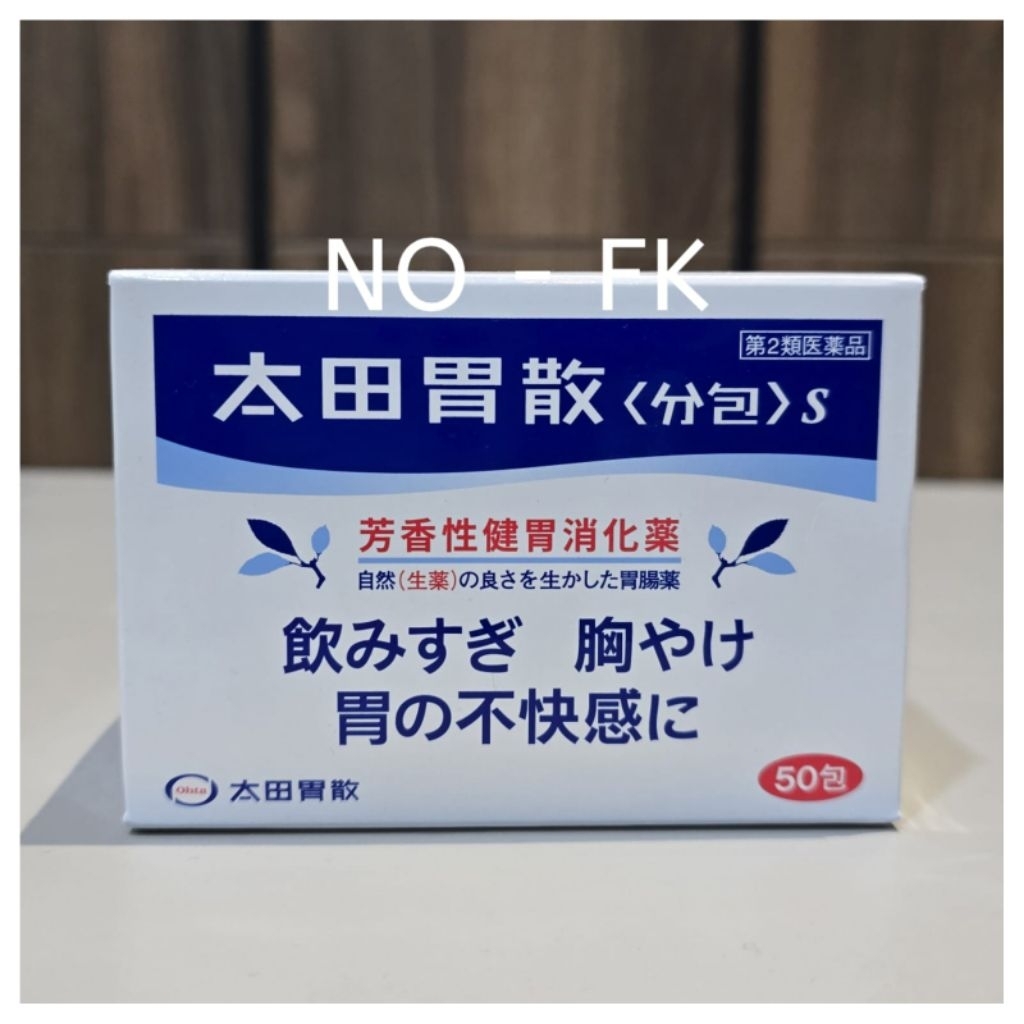 NO - FK
第2類医薬品
太田胃散〈分包〉S
芳香性健胃消化薬
自然(生薬)の良さを生かした胃腸薬
飲みすぎ 胸やけ
胃の不快感に
50包
Ohta 太田胃散